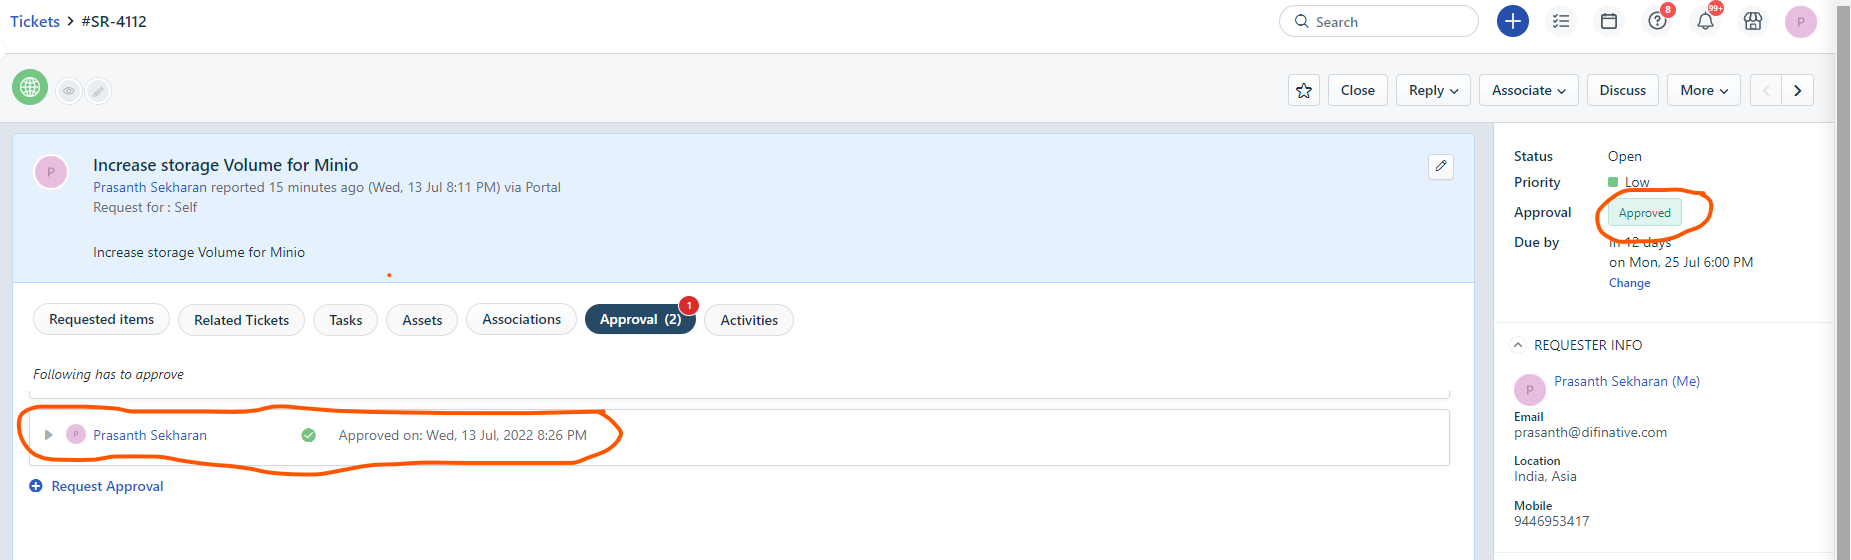 Tickets > #SR-4112
Search
8
99+
P
Close
Reply
Associate
Discuss
More
P
Increase storage Volume for Minio
Prasanth Sekharan reported 15 minutes ago (Wed, 13 Jul 8:11 PM) via Portal
Request for : Self
Increase storage Volume for Minio
Requested items
Related Tickets
Tasks
Assets
Associations
Approval (2)
1
Activities
Following has to approve
P
Prasanth Sekharan
Approved on: Wed, 13 Jul, 2022 8:26 PM
Request Approval
Status Open
Priority Low
Approval Approved
Due by in 12 days
on Mon, 25 Jul 6:00 PM
Change
REQUESTER INFO
P
Prasanth Sekharan (Me)
Email
prasanth@difinative.com
Location
India, Asia
Mobile
9446953417